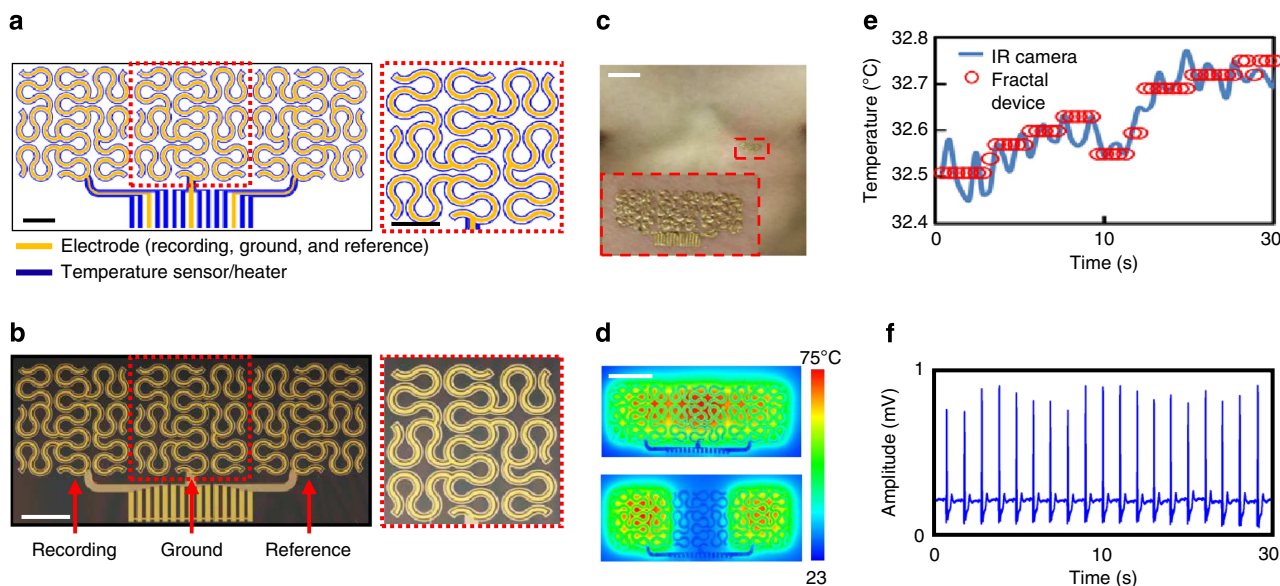 a
Electrode (recording, ground, and reference)
Temperature sensor/heater
b
Recording
Ground
Reference
c
d
75°C
23
e
32.8
32.7
32.6
32.5
32.4
Temperature (°C)
IR camera
Fractal
device
0
10
30
Time (s)
f
1
0
Amplitude (mV)
0
10
30
Time (s)